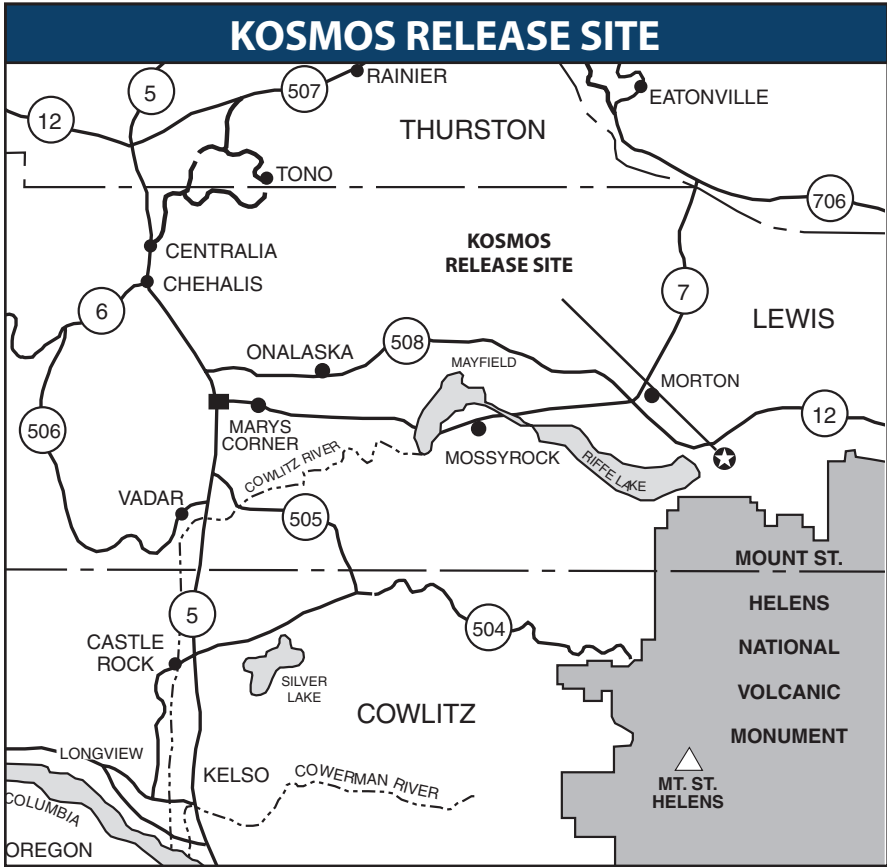 KOSMOS RELEASE SITE
5
507
RAINIER
12
EATONVILLE
THURSTON
TONO
706
CENTRALIA
KOSMOS
RELEASE SITE
CHEHALIS
6
7
LEWIS
ONALASKA
508
MAYFIELD
MORTON
506
MARYS
CORNER
12
MOSSYROCK
COWLITZ RIVER
RIFFE LAKE
VADAR
505
MOUNT ST.
HELENS
NATIONAL
VOLCANIC
MONUMENT
5
504
CASTLE
ROCK
SILVER
LAKE
COWLITZ
LONGVIEW
KELSO
COWERMAN RIVER
MT. ST.
HELENS
COLUMBIA
OREGON